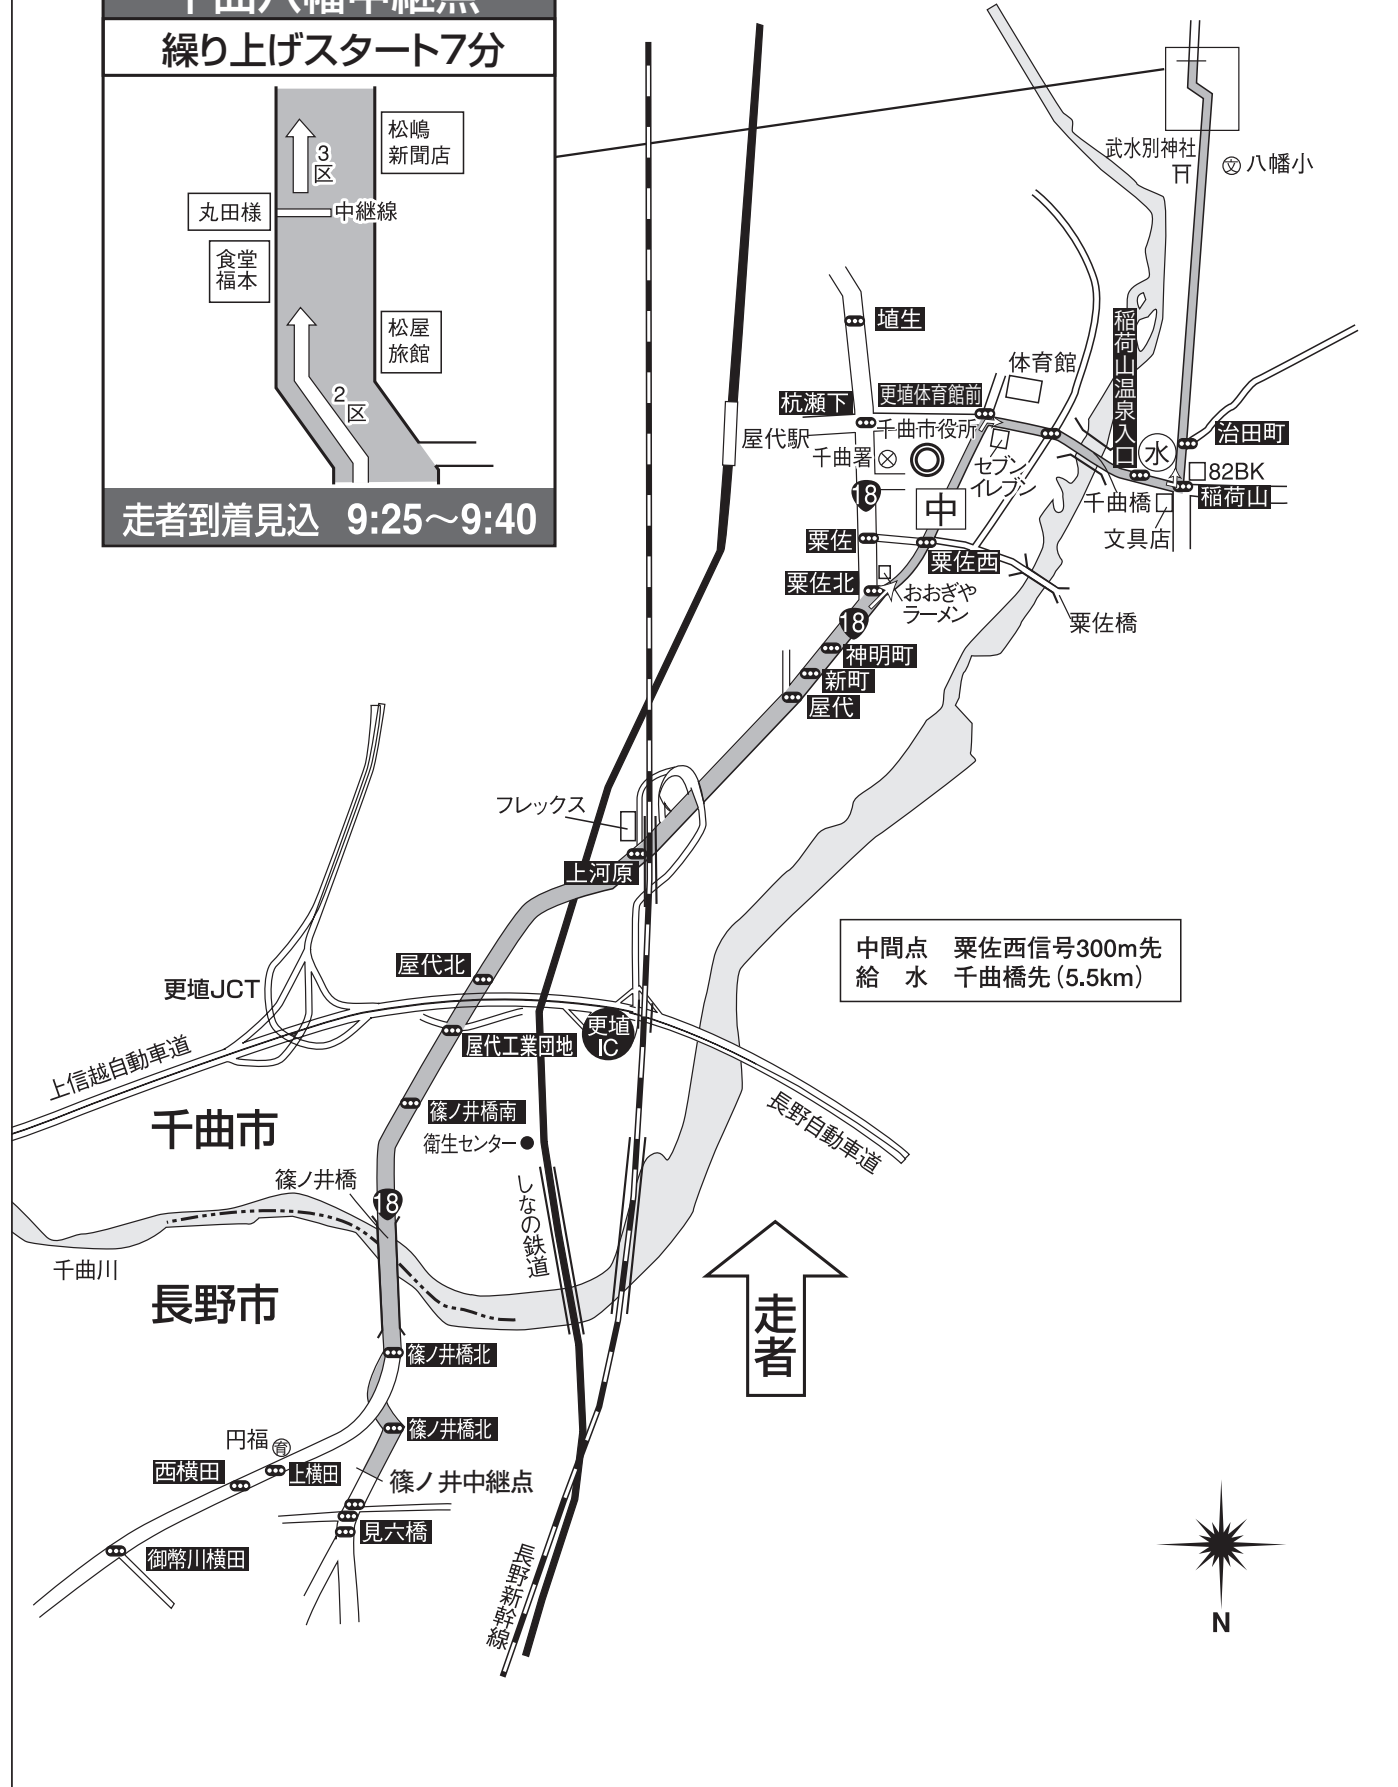 千曲八幡中継点
繰り上げスタート7分
松嶋
新聞店
3
区
丸田様
中継線
食堂
福本
松屋
旅館
2
区
走者到着見込 9:25～9:40
武水別神社
文 八幡小
埴生
体育館
稲荷山温泉入口
杭瀬下
更埴体育館前
屋代駅
千曲市役所
千曲署
セブン
イレブン
水
治田町
82BK
稲荷山
千曲橋
文具店
18
中
粟佐
粟佐西
粟佐北
おおぎや
ラーメン
粟佐橋
18
神明町
新町
屋代
フレックス
上河原
中間点 粟佐西信号300m先
給 水 千曲橋先（5.5km）
屋代北
更埴JCT
更埴
IC
屋代工業団地
上信越自動車道
長野自動車道
千曲市
篠ノ井橋南
衛生センター
篠ノ井橋
18
しなの鉄道
千曲川
長野市
走者
篠ノ井橋北
篠ノ井橋北
円福 育
西横田
上横田
篠ノ井中継点
見六橋
御幣川横田
長野新幹線
N